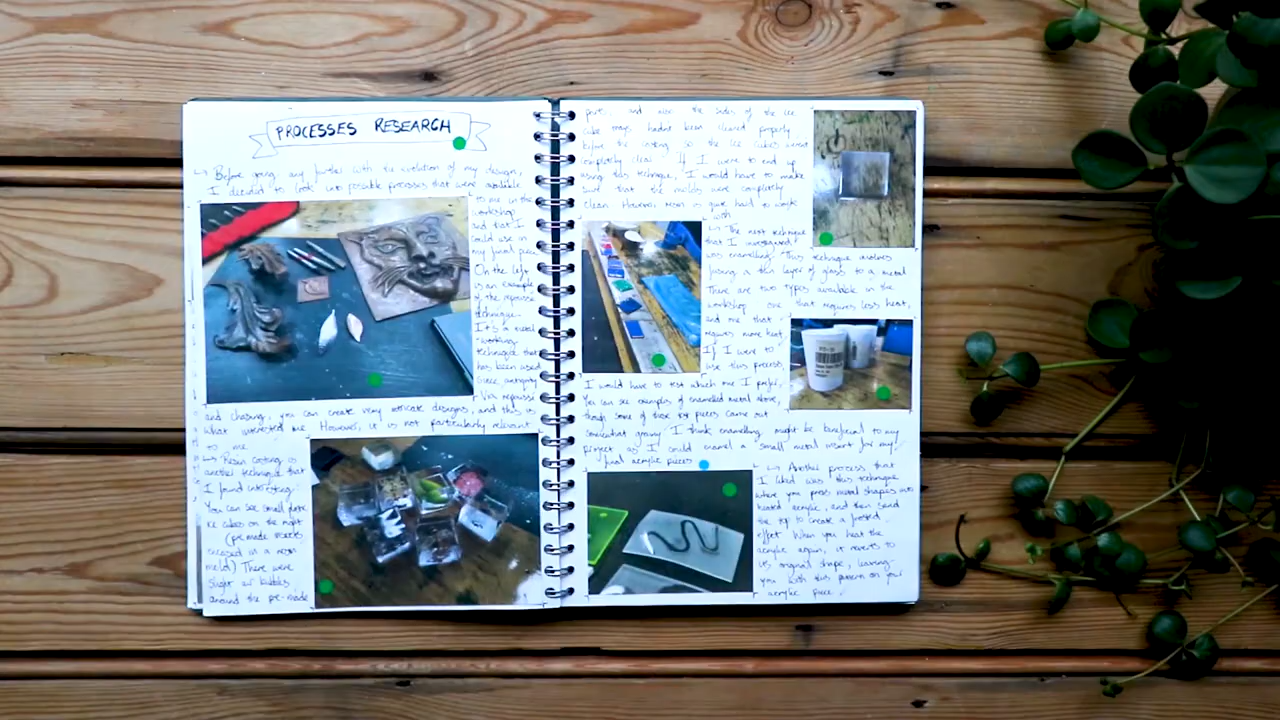 PROCESSES RESEARCH
Before going any further with the evolution of my design,
I decided to look into possible processes that were available
to me in the
workshop
and that I
could use in
my final piece
On the left
is an example
of the repoussé
technique.
It's a metal
-working
technique that
has been used
since antiquity
Via repoussé
and chasing, you can create very intricate designs, and this is
what interested me. However, it is not particularly relevant
to me
Resin casting is
another technique that
I found interesting.
You can see small
ice cubes on the right
(pre made objects
encased in a resin
mold) There were
slight air bubbles
around the pre-made
parts, and also the sides of the ice
cube trays hadn't been cleaned properly
before the casting so the ice cubes weren't
completely clear. If I were to end up
using this technique, I would have to make
sure that the molds were completely
clean. However resin is quite hard to work
with
The next technique
that I investigated
was enamelling. This technique involves
fusing a thin layer of glass to a metal
There are two types available in the
workshop one that requires less heat,
and one that
requires more heat
If I were to
use this process,
I would have to test which one I prefer.
You can see examples of enamelled metal above,
though some of these pieces came out
somewhat grainy. I think enamelling might be beneficial to my
project as I could enamel a small metal insert for my
final acrylic pieces
Another process that
I liked was this technique
where you press metal shapes into
heated acrylic, and then sand
the top to create a frosted
effect When you heat the
acrylic again, it reverts to
its original shape, leaving
you with this pattern on your
acrylic piece.